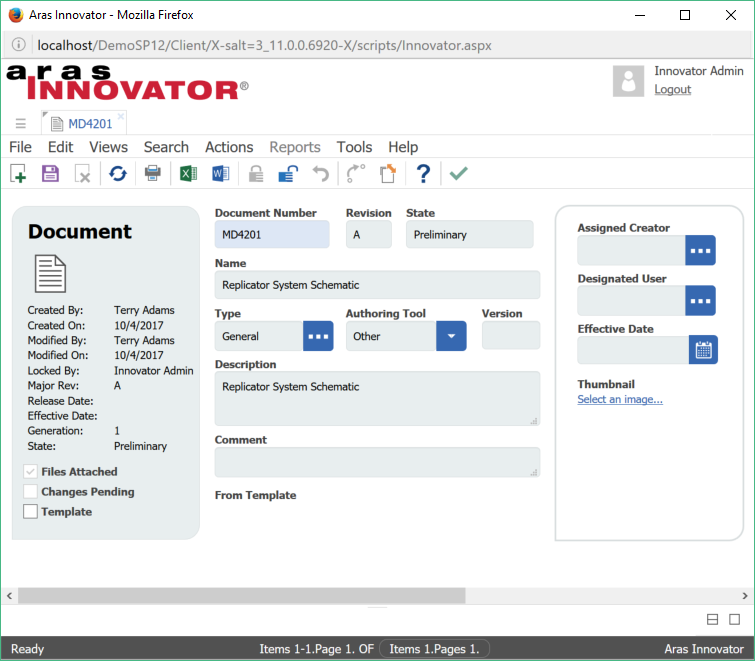 Aras Innovator - Mozilla Firefox
localhost/DemoSP12/Client/X-salt=3_11.0.0.6920-X/scripts/Innovator.aspx
aras
INNOVATOR®
Innovator Admin
Logout
MD4201
File Edit Views Search Actions Reports Tools Help
Document
Created By: Terry Adams
Created On: 10/4/2017
Modified By: Terry Adams
Modified On: 10/4/2017
Locked By: Innovator Admin
Major Rev: A
Release Date:
Effective Date:
Generation: 1
State: Preliminary
Files Attached
Changes Pending
Template
Document Number Revision State
MD4201 A Preliminary
Name
Replicator System Schematic
Type Authoring Tool Version
General Other
Description
Replicator System Schematic
Comment
From Template
Assigned Creator
Designated User
Effective Date
Thumbnail
Select an image...
Ready Items 1-1.Page 1. OF Items 1.Pages 1. Aras Innovator